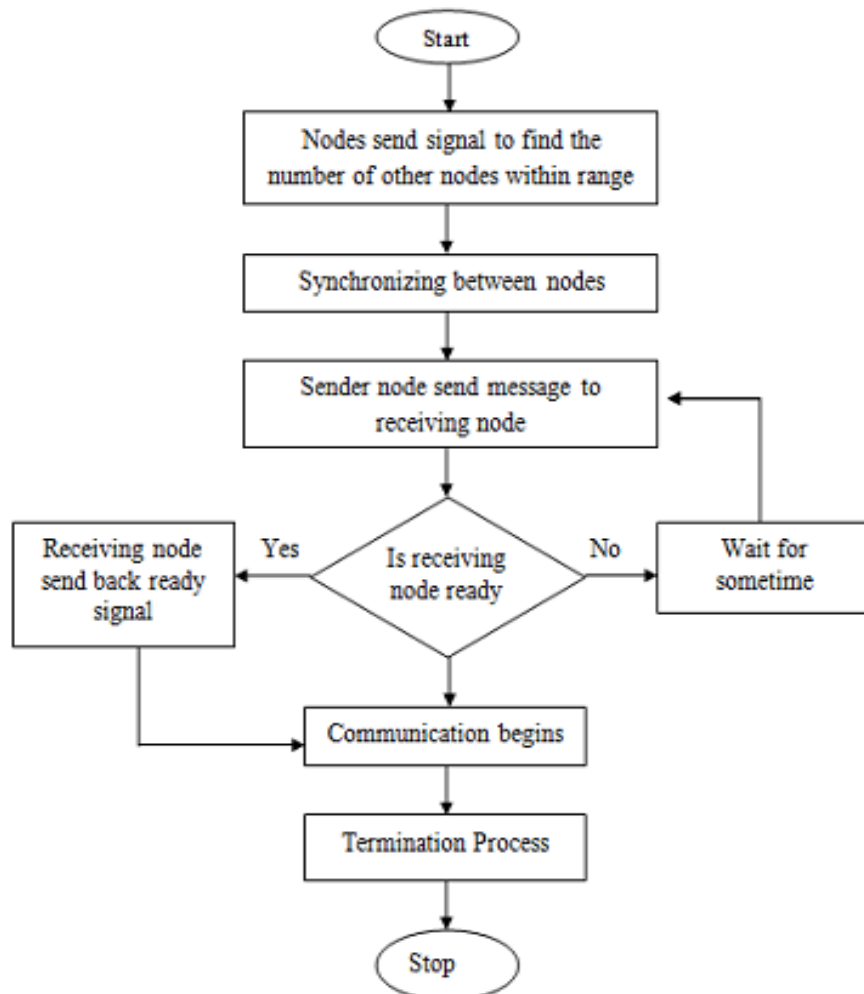 Start
Nodes send signal to find the
number of other nodes within range
Synchronizing between nodes
Sender node send message to
receiving node
Receiving node
send back ready
signal
Yes
Is receiving
node ready
No
Wait for
sometime
Communication begins
Termination Process
Stop